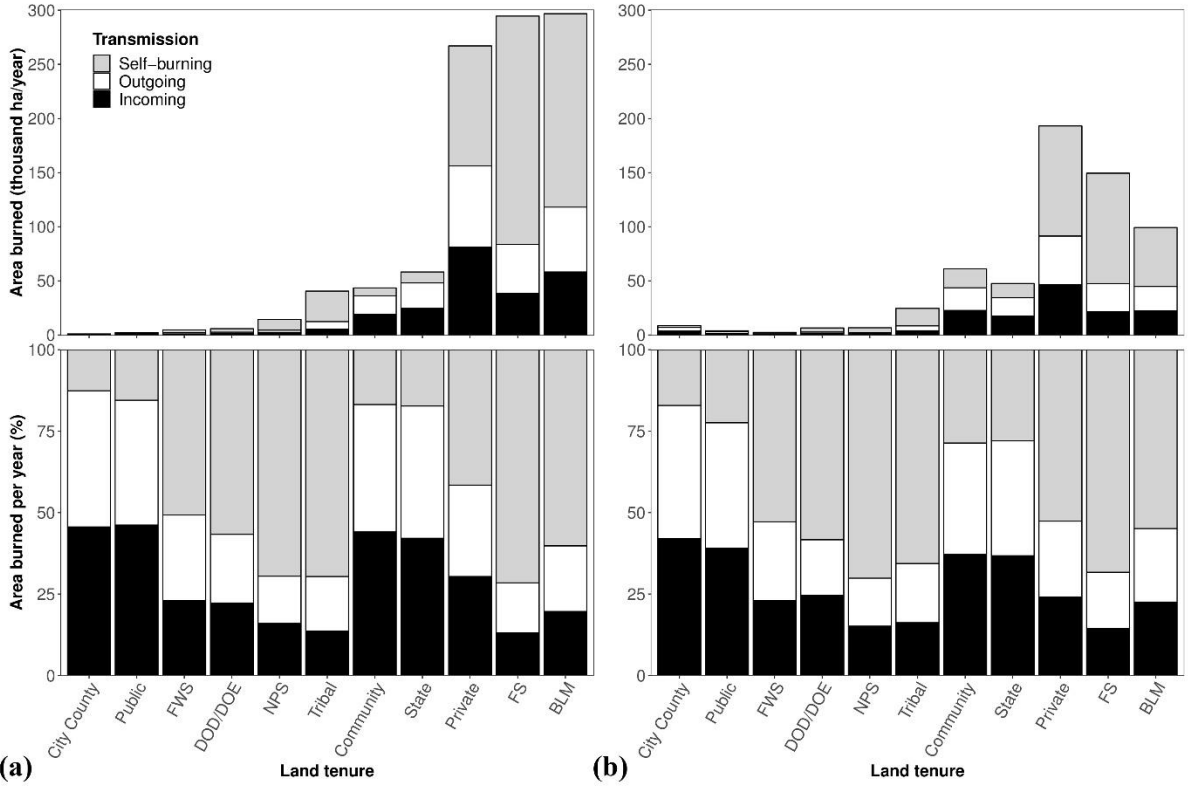 Area burned (thousand ha/year)
300
250
200
150
100
50
0
Transmission
Self-burning
Outgoing
Incoming
300
250
200
150
100
50
0
Area burned per year (%)
100
75
50
25
0
100
75
50
25
0
City County
Public
FWS
DOD/DOE
NPS
Tribal
Community
State
Private
FS
BLM
City County
Public
FWS
DOD/DOE
NPS
Tribal
Community
State
Private
FS
BLM
(a)
Land tenure
(b)
Land tenure